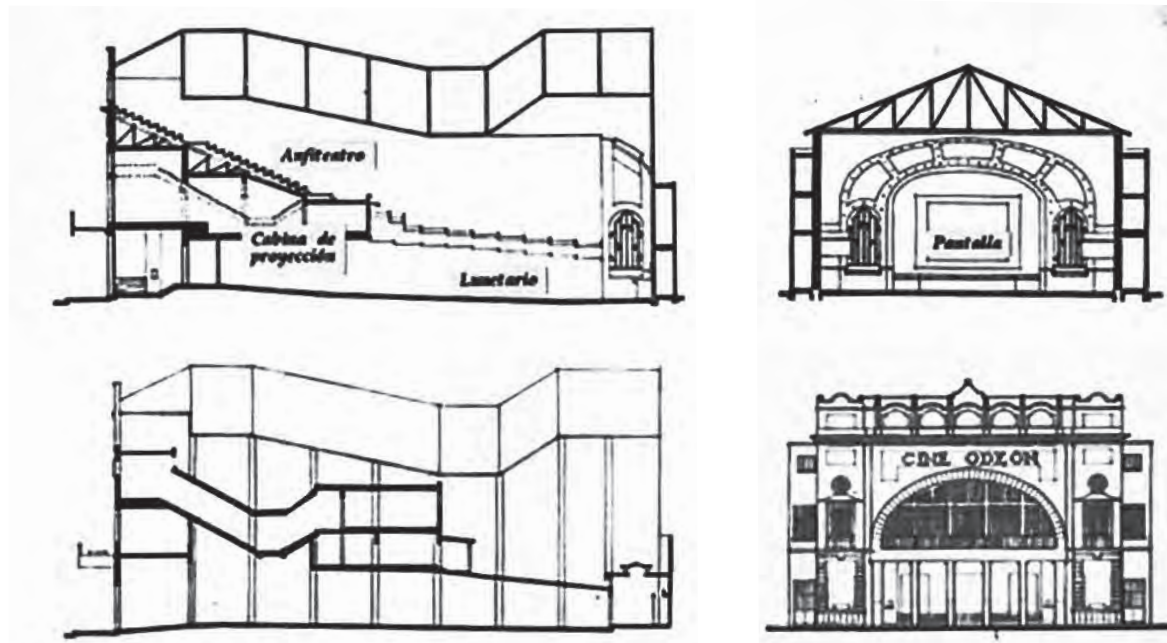 Anfiteatro
Cabina de
proyección
Lunetario
Pantalla
CINE ODEON